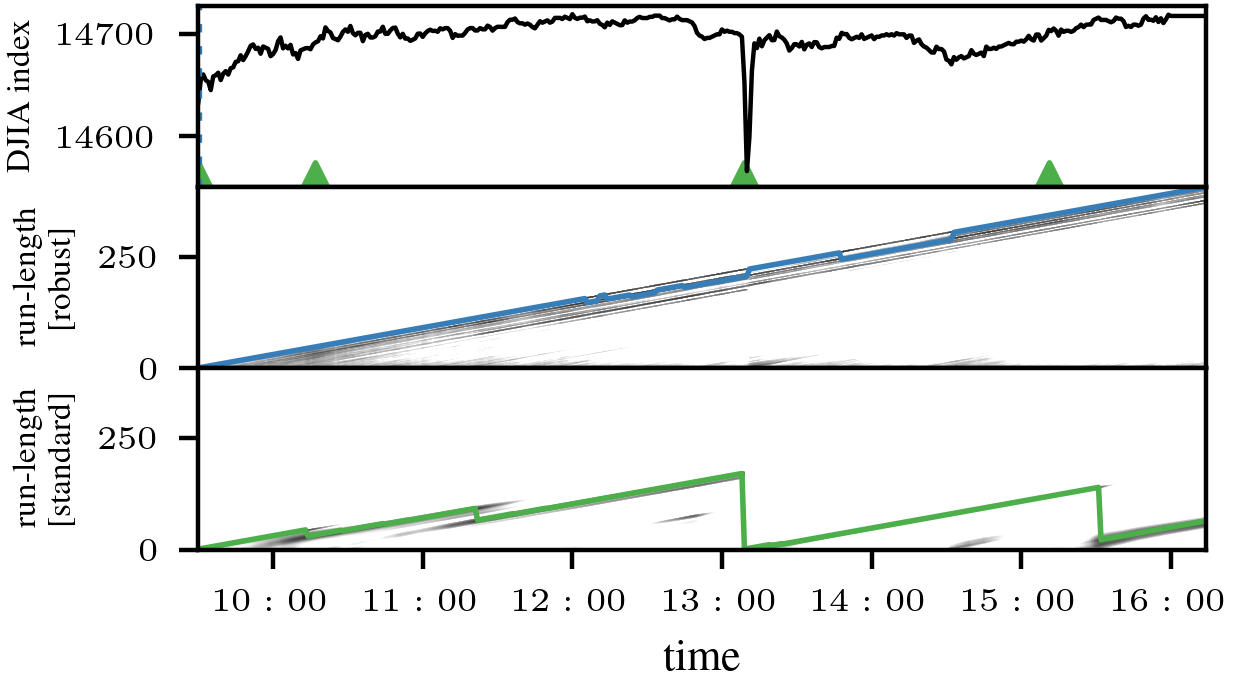 DJIA index
14700
14600
run-length
[robust]
250
0
run-length
[standard]
250
0
10 : 00 11 : 00 12 : 00 13 : 00 14 : 00 15 : 00 16 : 00
time